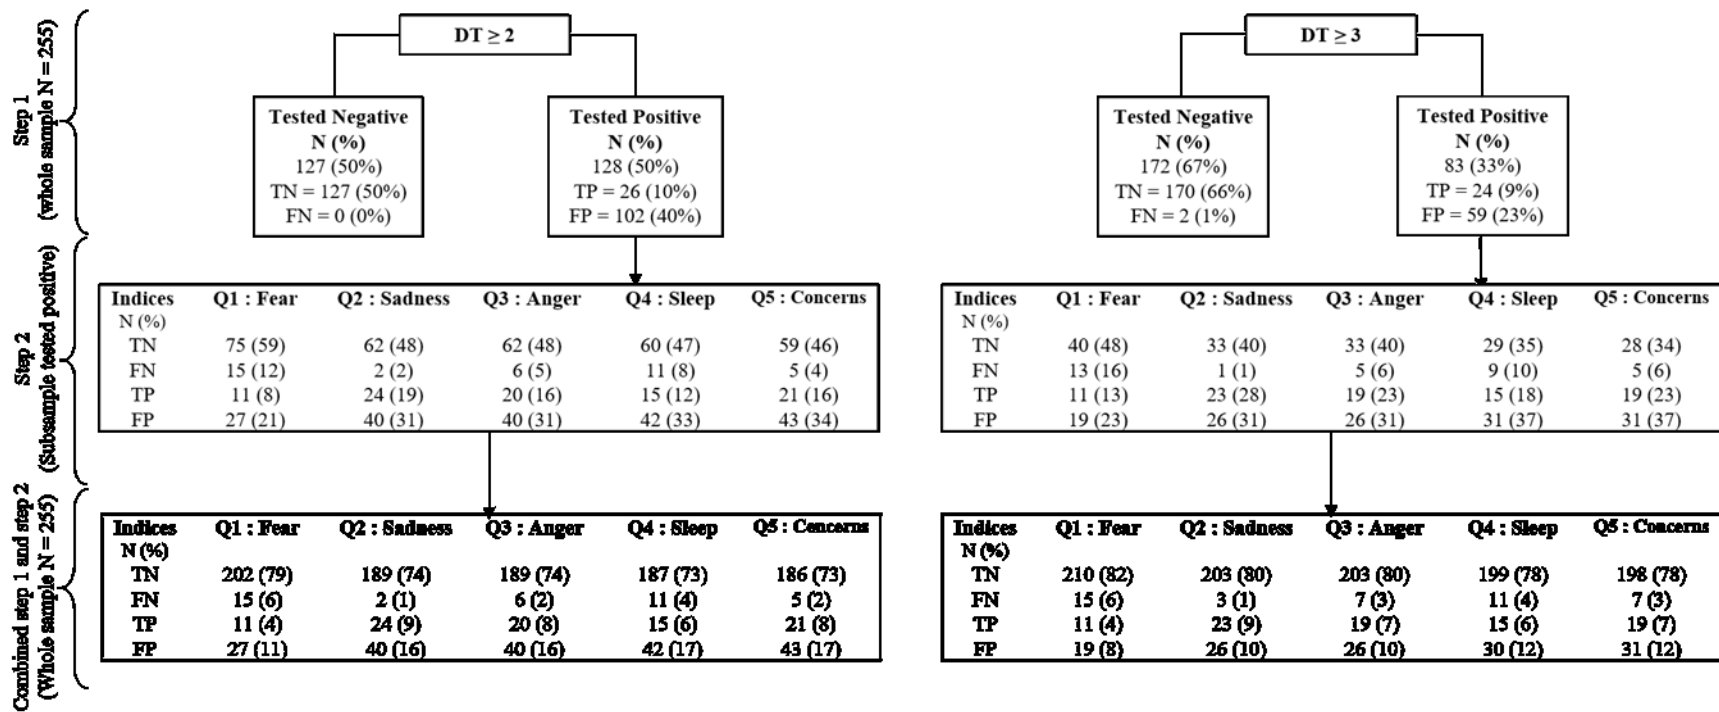 Step 1
(whole sample N = 255)
DT ≥ 2
Tested Negative
N (%)
127 (50%)
TN = 127 (50%)
FN = 0 (0%)
Tested Positive
N (%)
128 (50%)
TP = 26 (10%)
FP = 102 (40%)
DT ≥ 3
Tested Negative
N (%)
172 (67%)
TN = 170 (66%)
FN = 2 (1%)
Tested Positive
N (%)
83 (33%)
TP = 24 (9%)
FP = 59 (23%)
Step 2
(Subsample tested positive)
Indices Q1 : Fear Q2 : Sadness Q3 : Anger Q4 : Sleep Q5 : Concerns
N (%)
TN 75 (59) 62 (48) 62 (48) 60 (47) 59 (46)
FN 15 (12) 2 (2) 6 (5) 11 (8) 5 (4)
TP 11 (8) 24 (19) 20 (16) 15 (12) 21 (16)
FP 27 (21) 40 (31) 40 (31) 42 (33) 43 (34)
Indices Q1 : Fear Q2 : Sadness Q3 : Anger Q4 : Sleep Q5 : Concerns
N (%)
TN 40 (48) 33 (40) 33 (40) 29 (35) 28 (34)
FN 13 (16) 1 (1) 5 (6) 9 (10) 5 (6)
TP 11 (13) 23 (28) 19 (23) 15 (18) 19 (23)
FP 19 (23) 26 (31) 26 (31) 31 (37) 31 (37)
Combined step 1 and step 2
(Whole sample N = 255)
Indices Q1 : Fear Q2 : Sadness Q3 : Anger Q4 : Sleep Q5 : Concerns
N (%)
TN 202 (79) 189 (74) 189 (74) 187 (73) 186 (73)
FN 15 (6) 2 (1) 6 (2) 11 (4) 5 (2)
TP 11 (4) 24 (9) 20 (8) 15 (6) 21 (8)
FP 27 (11) 40 (16) 40 (16) 42 (17) 43 (17)
Indices Q1 : Fear Q2 : Sadness Q3 : Anger Q4 : Sleep Q5 : Concerns
N (%)
TN 210 (82) 203 (80) 203 (80) 199 (78) 198 (78)
FN 15 (6) 3 (1) 7 (3) 11 (4) 7 (3)
TP 11 (4) 23 (9) 19 (7) 15 (6) 19 (7)
FP 19 (8) 26 (10) 26 (10) 30 (12) 31 (12)